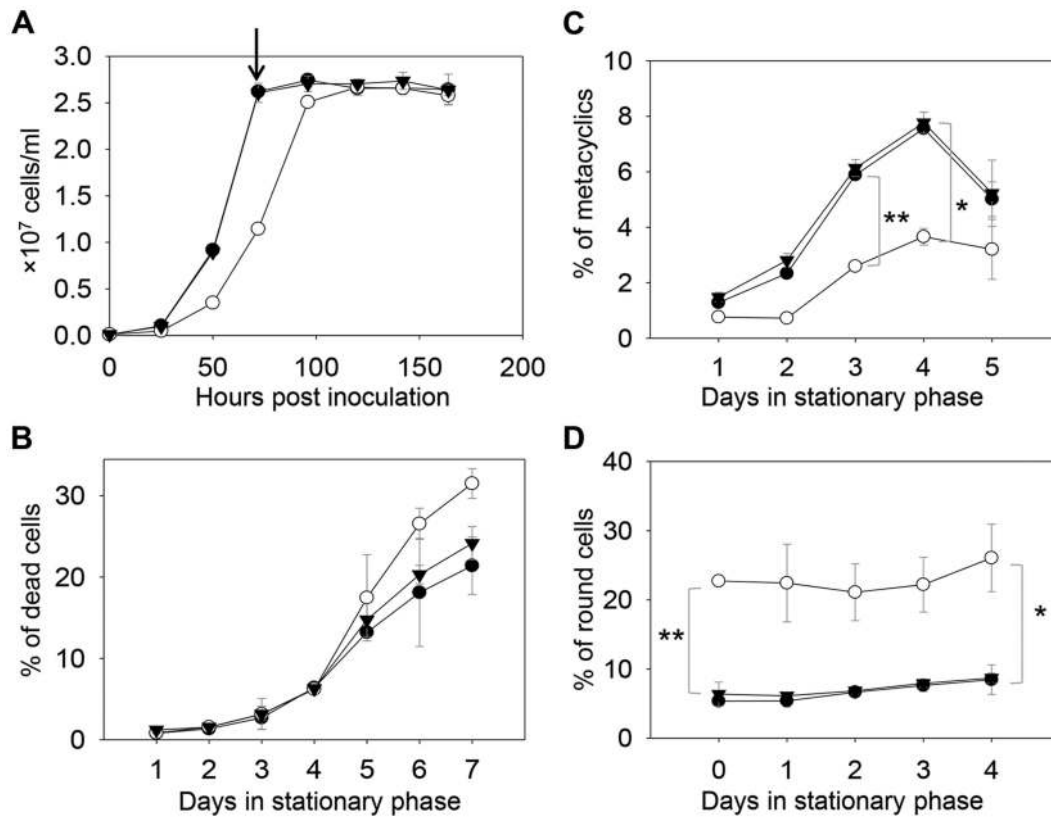 A
×10⁷ cells/ml
3.0
2.5
2.0
1.5
1.0
0.5
0.0
0 50 100 150 200
Hours post inoculation
B
% of dead cells
30
20
10
0
1 2 3 4 5 6 7
Days in stationary phase
C
% of metacyclics
10
8
6
4
2
0
** *
1 2 3 4 5
Days in stationary phase
D
% of round cells
40
30
20
10
0
** *
0 1 2 3 4
Days in stationary phase